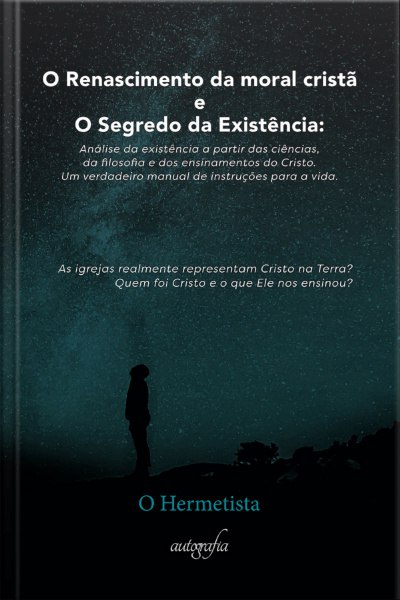 O Renascimento da moral cristã
e
O Segredo da Existência:
Análise da existência a partir das ciências,
da filosofia e dos ensinamentos do Cristo.
Um verdadeiro manual de instruções para a vida.
As igrejas realmente representam Cristo na Terra?
Quem foi Cristo e o que Ele nos ensinou?
O Hermetista
autografia